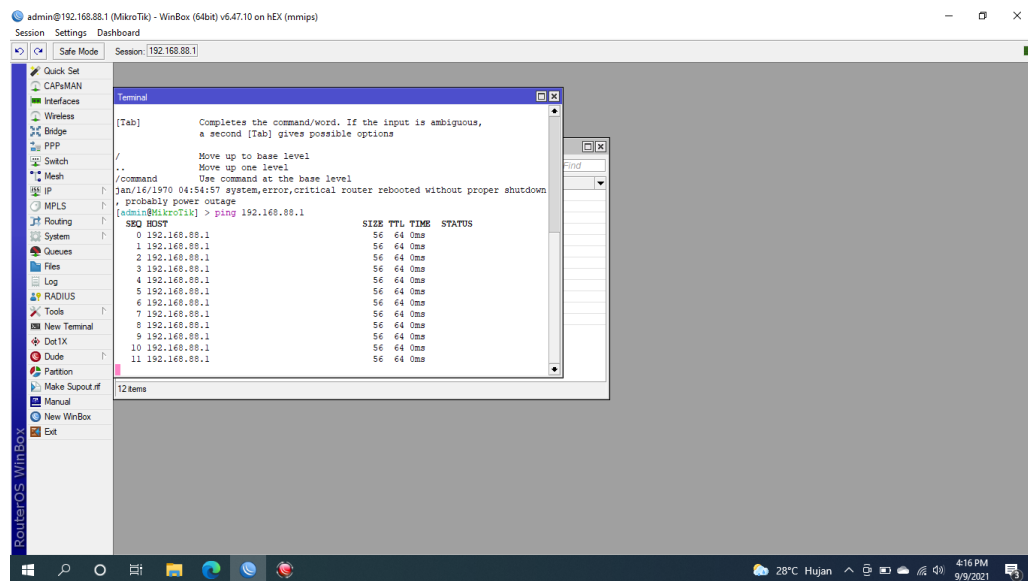 admin@192.168.88.1 (MikroTik) - WinBox (64bit) v6.47.10 on hEX (mmips)
Session Settings Dashboard
Safe Mode Session: 192.168.88.1
Quick Set
CAPsMAN
Interfaces
Wireless
Bridge
PPP
Switch
Mesh
IP
MPLS
Routing
System
Queues
Files
Log
RADIUS
Tools
New Terminal
Dot1X
Dude
Partition
Make Supout.rif
Manual
New WinBox
Exit
RouterOS WinBox
Terminal
[Tab] Completes the command/word. If the input is ambiguous,
a second [Tab] gives possible options
/ Move up to base level
.. Move up one level
/command Use command at the base level
jan/16/1970 04:54:57 system,error,critical router rebooted without proper shutdown
, probably power outage
[admin@MikroTik] > ping 192.168.88.1
SEQ HOST SIZE TTL TIME STATUS
0 192.168.88.1 56 64 0ms
1 192.168.88.1 56 64 0ms
2 192.168.88.1 56 64 0ms
3 192.168.88.1 56 64 0ms
4 192.168.88.1 56 64 0ms
5 192.168.88.1 56 64 0ms
6 192.168.88.1 56 64 0ms
7 192.168.88.1 56 64 0ms
8 192.168.88.1 56 64 0ms
9 192.168.88.1 56 64 0ms
10 192.168.88.1 56 64 0ms
11 192.168.88.1 56 64 0ms
Find
12 items
28°C Hujan
4:16 PM
9/9/2021
3